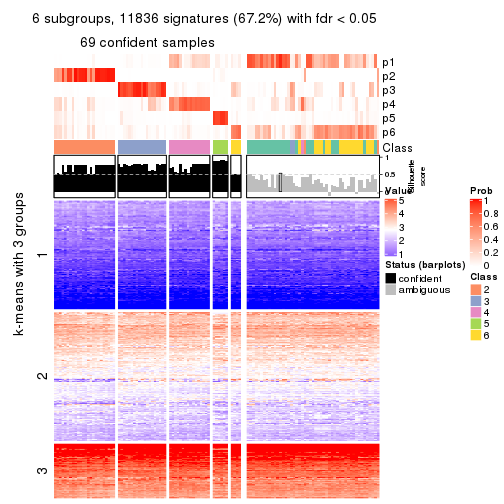 6 subgroups, 11836 signatures (67.2%) with fdr < 0.05
69 confident samples
p1
p2
p3
p4
p5
p6
Class
1
0.5
0
Silhouette
score
k-means with 3 groups
1
2
3
Value
5
4
3
2
1
Status (barplots)
confident
ambiguous
Prob
1
0.8
0.6
0.4
0.2
0
Class
2
3
4
5
6